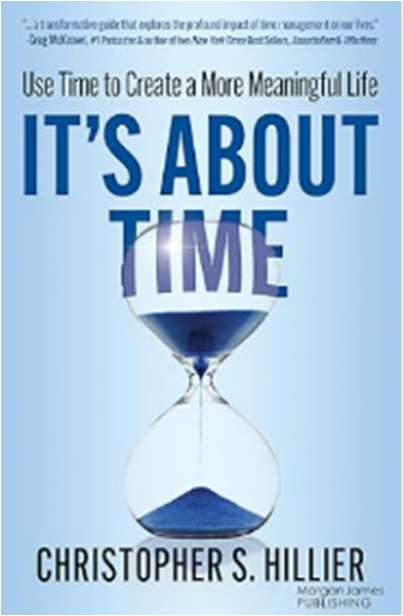 "... a transformative guide that explores the profound impact of time management on our lives."
-Greg McKeown, #1 Podcaster & author of two New York Times Best Sellers, Essentialism & Effortless
Use Time to Create a More Meaningful Life
IT'S ABOUT
TIME
CHRISTOPHER S. HILLIER
Morgan James
PUBLISHING